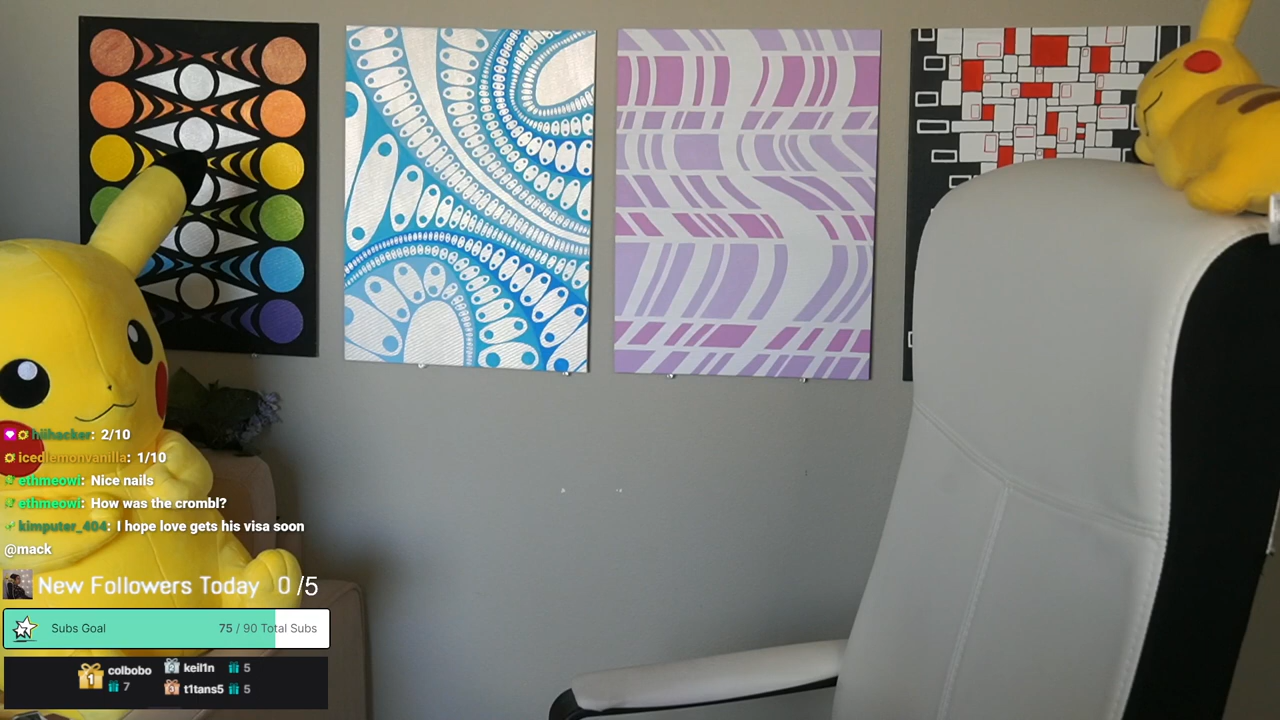 hiihacker: 2/10
icedlemonvanilla: 1/10
ethmeowi: Nice nails
ethmeowi: How was the crombl?
kimputer_404: I hope love gets his visa soon
@mack
New Followers Today 0 /5
Subs Goal 75 / 90 Total Subs
1 colbobo 7
2 keil1n 5
3 t1tans5 5